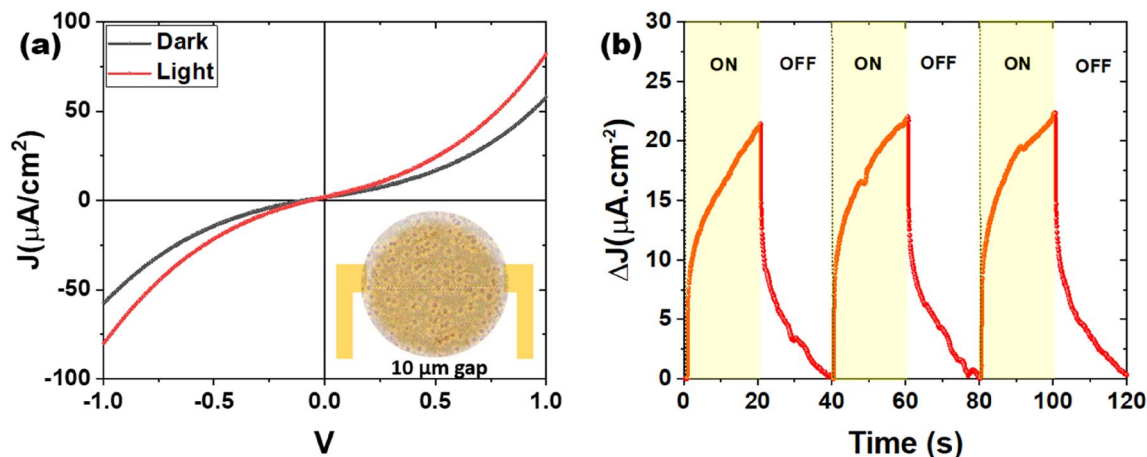 (a)
Dark
Light
100
50
0
-50
-100
J(μA/cm²)
-1.0 -0.5 0.0 0.5 1.0
V
10 μm gap
(b)
ON OFF ON OFF ON OFF
30
25
20
15
10
5
0
ΔJ(μA.cm⁻²)
0 20 40 60 80 100 120
Time (s)